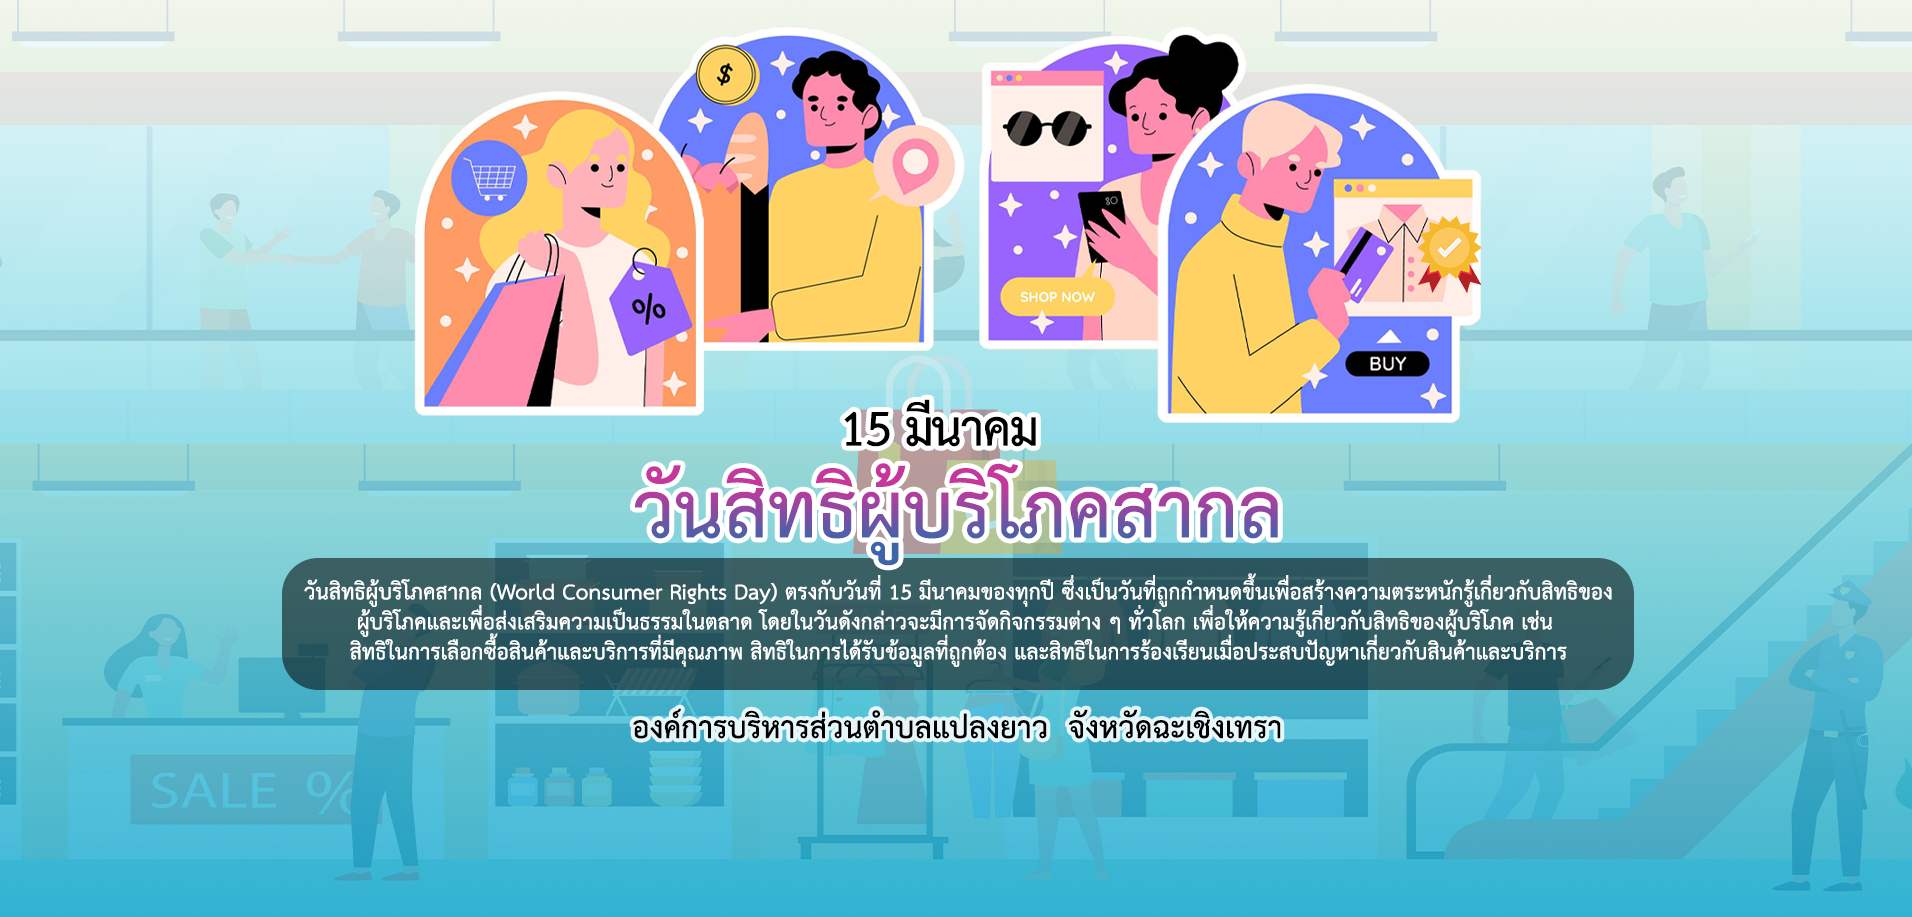 $
%
SHOP NOW
BUY
15 มีนาคม
วันสิทธิผู้บริโภคสากล
วันสิทธิผู้บริโภคสากล (World Consumer Rights Day) ตรงกับวันที่ 15 มีนาคมของทุกปี ซึ่งเป็นวันที่ถูกกำหนดขึ้นเพื่อสร้างความตระหนักรู้เกี่ยวกับสิทธิของ
ผู้บริโภคและเพื่อส่งเสริมความเป็นธรรมในตลาด โดยในวันดังกล่าวจะมีการจัดกิจกรรมต่าง ๆ ทั่วโลก เพื่อให้ความรู้เกี่ยวกับสิทธิของผู้บริโภค เช่น
สิทธิในการเลือกซื้อสินค้าและบริการที่มีคุณภาพ สิทธิในการได้รับข้อมูลที่ถูกต้อง และสิทธิในการร้องเรียนเมื่อประสบปัญหาเกี่ยวกับสินค้าและบริการ
องค์การบริหารส่วนตำบลแปลงยาว จังหวัดฉะเชิงเทรา
SALE %